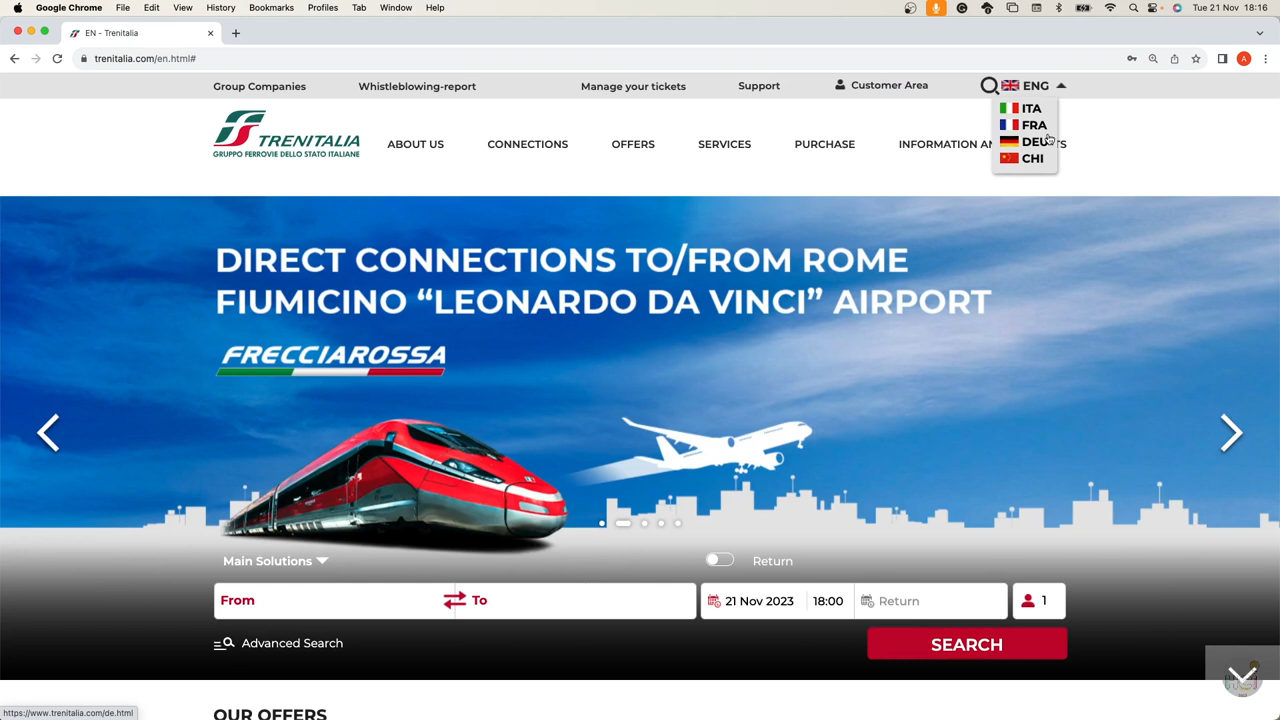 Google Chrome File Edit View History Bookmarks Profiles Tab Window Help Tue 21 Nov 18:16
EN - Trenitalia
trenitalia.com/en.html#
A
Group Companies Whistleblowing-report Manage your tickets Support Customer Area ENG
ITA
FRA
DEU
CHI
TRENITALIA
GRUPPO FERROVIE DELLO STATO ITALIANE
ABOUT US CONNECTIONS OFFERS SERVICES PURCHASE INFORMATION
DIRECT CONNECTIONS TO/FROM ROME
FIUMICINO “LEONARDO DA VINCI” AIRPORT
FRECCIAROSSA
Main Solutions Return
From To 21 Nov 2023 18:00 Return 1
Advanced Search SEARCH
https://www.trenitalia.com/de.html
OUR OFFERS